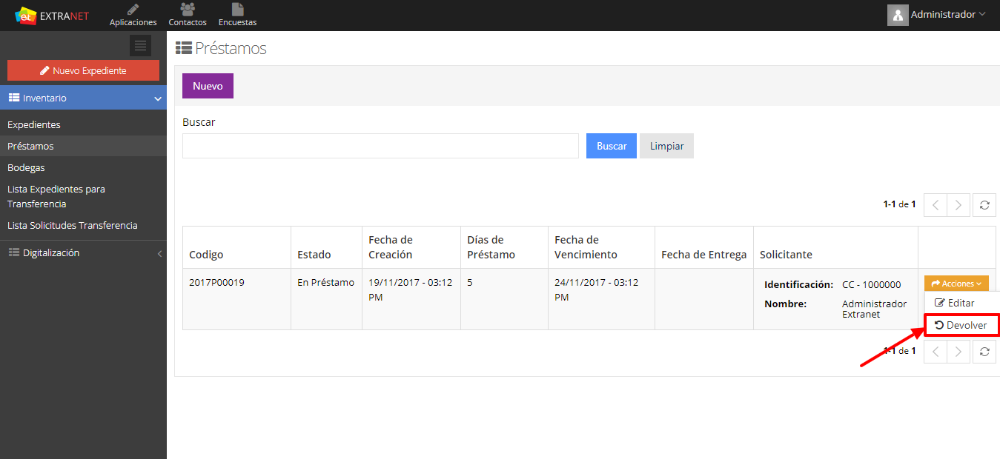 et EXTRANET
Aplicaciones
Contactos
Encuestas
Administrador
Nuevo Expediente
Inventario
Expedientes
Préstamos
Bodegas
Lista Expedientes para
Transferencia
Lista Solicitudes Transferencia
Digitalización
Préstamos
Nuevo
Buscar
Buscar
Limpiar
1-1 de 1
Codigo
Estado
Fecha de
Creación
Días de
Préstamo
Fecha de
Vencimiento
Fecha de Entrega
Solicitante
2017P00019
En Préstamo
19/11/2017 - 03:12
PM
5
24/11/2017 - 03:12
PM
Identificación: CC - 1000000
Nombre: Administrador
Extranet
Acciones
Editar
Devolver
1-1 de 1